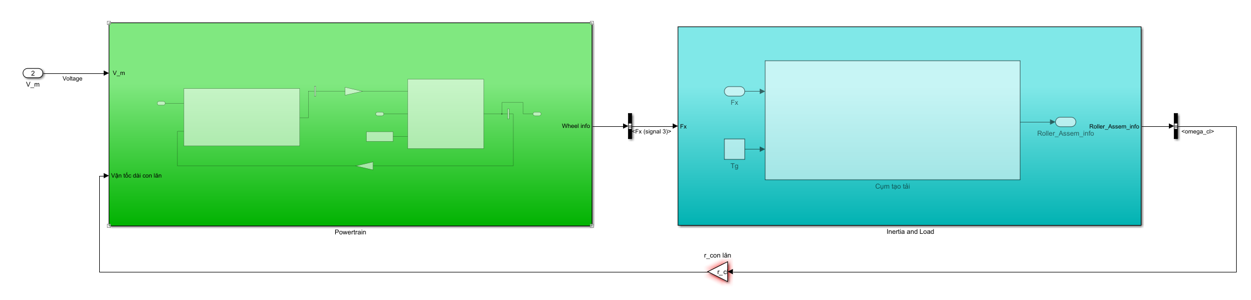 2
V_m
Voltage
V_m
Vận tốc dài con lăn
Wheel info
Powertrain
<Fx (signal 3)>
Fx
Fx
Tg
Cụm tạo tải
Roller_Assem_info
Roller_Assem_info
Inertia and Load
<omega_cl>
r_con lăn
r_c